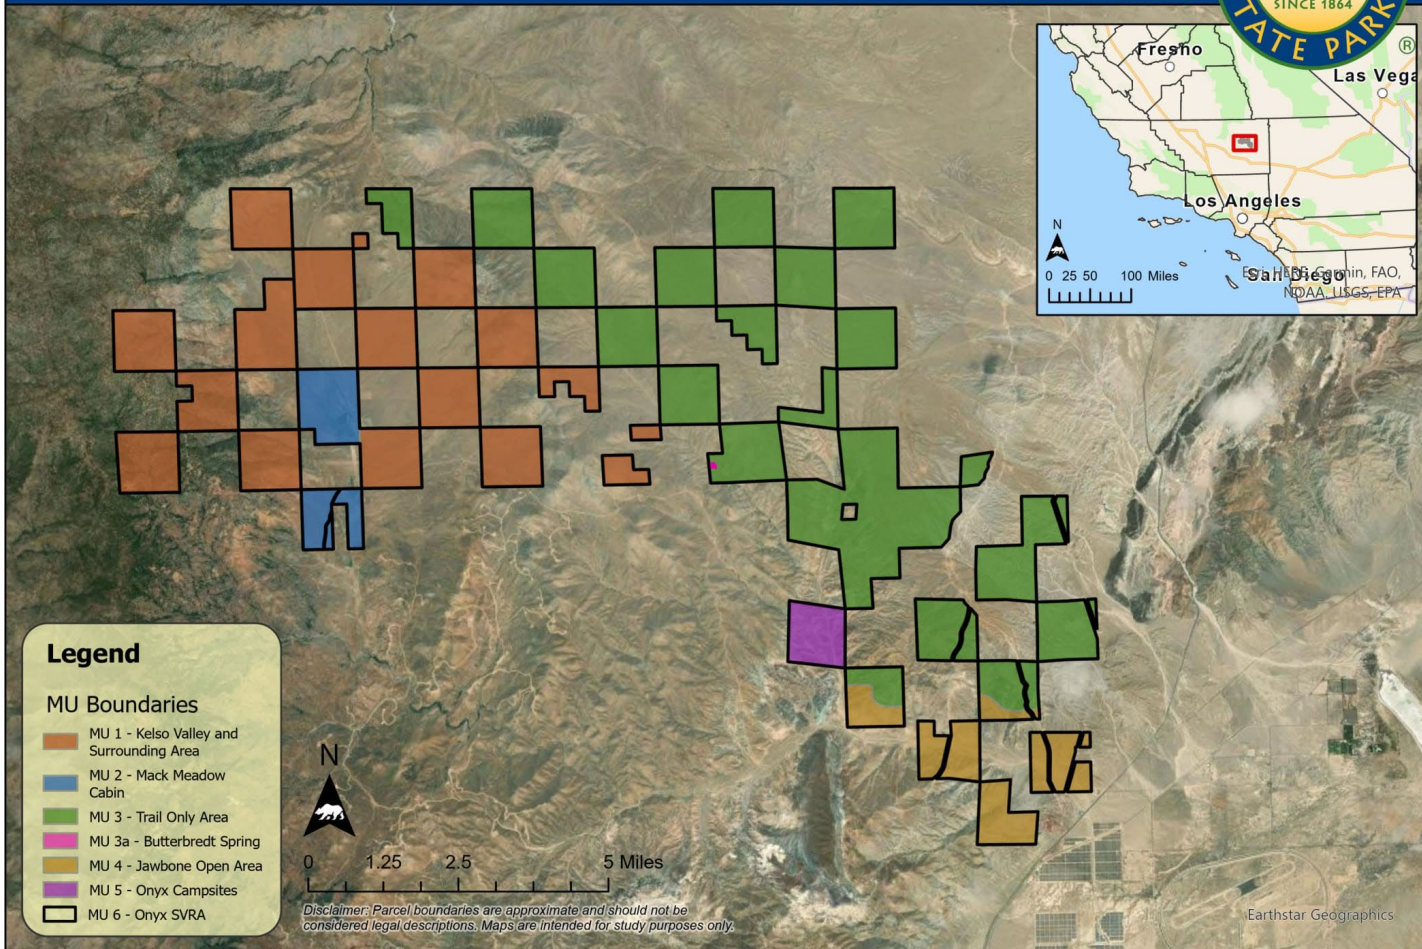 SINCE 1864
STATE PARK
®
Fresno
Las Vega
Los Angeles
San Diego
N
0 25 50 100 Miles
Esri, HERE, Garmin, FAO,
NOAA, USGS, EPA
Legend
MU Boundaries
MU 1 - Kelso Valley and
Surrounding Area
MU 2 - Mack Meadow
Cabin
MU 3 - Trail Only Area
MU 3a - Butterbredt Spring
MU 4 - Jawbone Open Area
MU 5 - Onyx Campsites
MU 6 - Onyx SVRA
N
0 1.25 2.5 5 Miles
Disclaimer: Parcel boundaries are approximate and should not be
considered legal descriptions. Maps are intended for study purposes only.
Earthstar Geographics